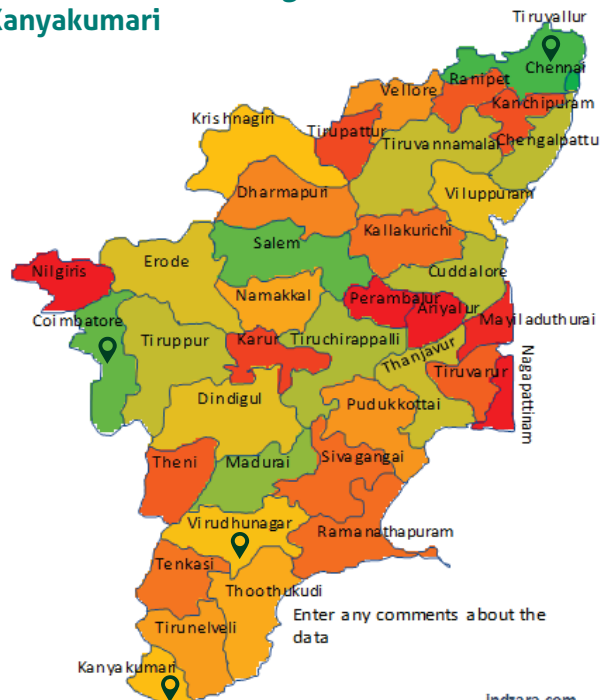 Kanyakumari
Tiruvallur
Chennai
Ranipet
Vellore
Kanchipuram
Krishnagiri
Tirupattur
Tiruvannamalai
Chengalpattu
Dharmapuri
Viluppuram
Kallakurichi
Salem
Erode
Nilgiris
Cuddalore
Namakkal
Perambalur
Ariyalur
Mayiladuthurai
Coimbatore
Tiruppur
Karur
Tiruchirappalli
Thanjavur
Tiruvarur
Nagapattinam
Dindigul
Pudukkottai
Theni
Madurai
Sivagangai
Virudhunagar
Ramanathapuram
Tenkasi
Thoothukudi
Enter any comments about the
data
Tirunelveli
Kanyakumari
indzara.com